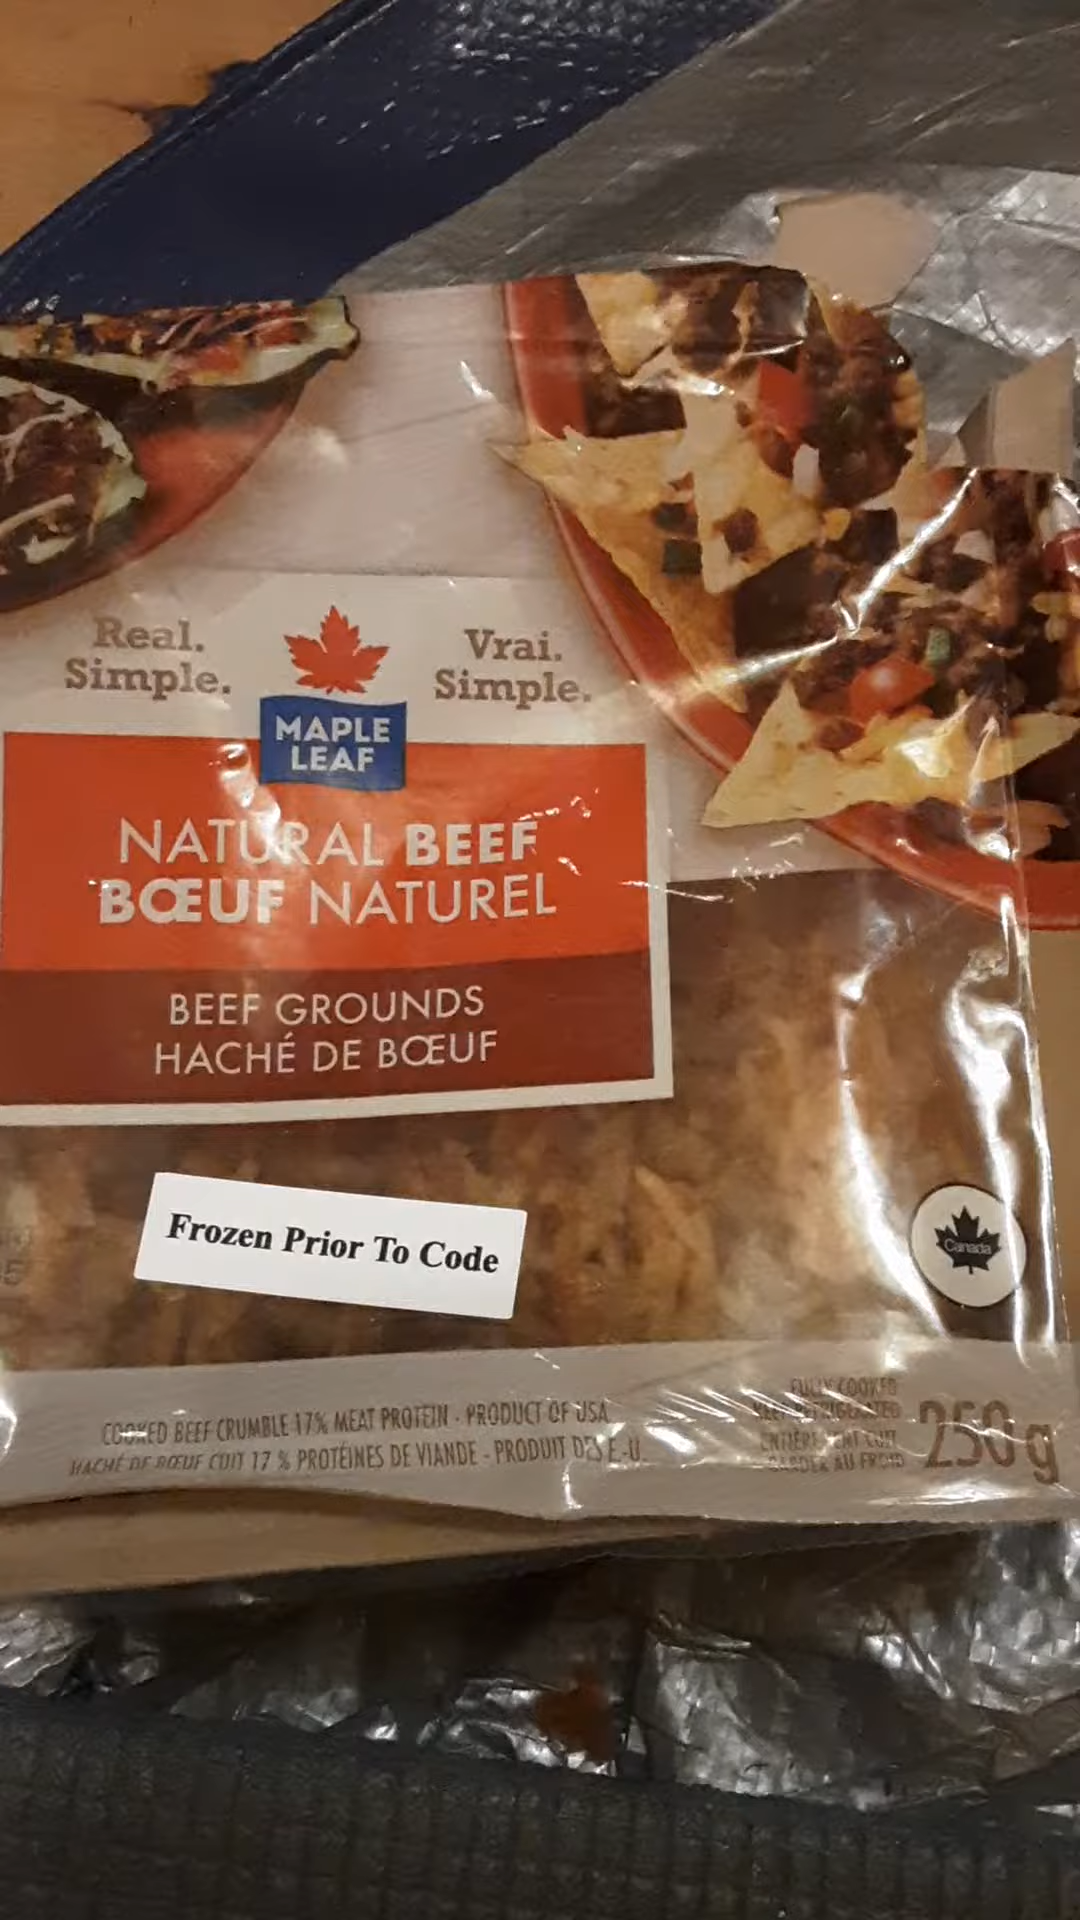 Real.
Simple.
MAPLE
LEAF
Vrai.
Simple.
NATURAL BEEF
BŒUF NATUREL
BEEF GROUNDS
HACHÉ DE BŒUF
Frozen Prior To Code
Canada
COOKED BEEF CRUMBLE 17% MEAT PROTEIN - PRODUCT OF USA
HACHÉ DE BŒUF CUIT 17 % PROTÉINES DE VIANDE - PRODUIT DES É.-U.
FULLY COOKED
KEEP REFRIGERATED
ENTIÈREMENT CUIT
GARDER AU FROID
250 g